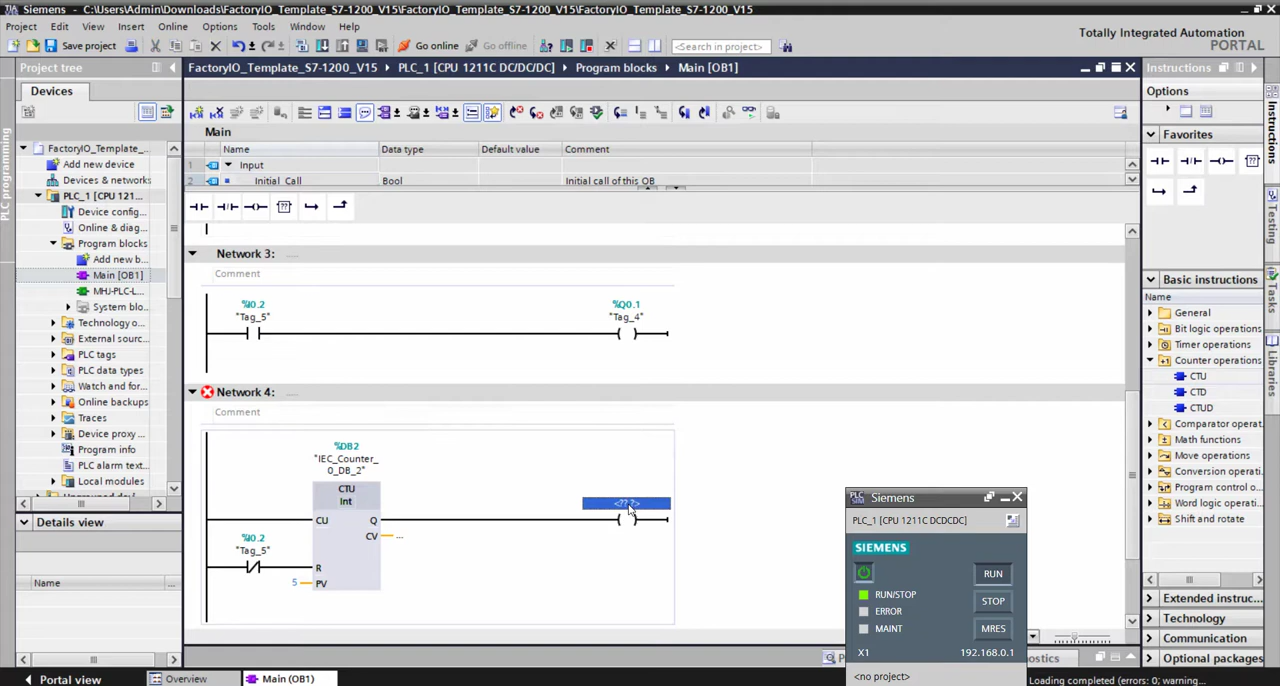 Siemens - C:\Users\Admin\Downloads\FactoryIO_Template_S7-1200_V15\FactoryIO_Template_S7-1200_V15\FactoryIO_Template_S7-1200_V15
Project Edit View Insert Online Options Tools Window Help
Totally Integrated Automation
PORTAL
Save project
Go online
Go offline
<Search in project>
Project tree
FactoryIO_Template_S7-1200_V15 ▸ PLC_1 [CPU 1211C DC/DC/DC] ▸ Program blocks ▸ Main [OB1]
Instructions
Devices
Options
PLC programming
Main
Name Data type Default value Comment
1 Input
2 Initial_Call Bool Initial call of this OB
FactoryIO_Template_...
Add new device
Devices & networks
PLC_1 [CPU 121...
Device config...
Online & diag...
Program blocks
Add new b...
Main [OB1]
MHJ-PLC-L...
System blo...
Technology o...
External sourc...
PLC tags
PLC data types
Watch and for...
Online backups
Traces
Device proxy ...
Program info
PLC alarm text...
Local modules
Details view
Name
Network 3: ....
Comment
%I0.2
"Tag_5"
%Q0.1
"Tag_4"
Network 4: ....
Comment
%DB2
"IEC_Counter_
0_DB_2"
CTU
Int
<??.?>
CU Q
CV ...
%I0.2
"Tag_5"
R
5 PV
Favorites
??
Basic instructions
Name
General
Bit logic operations
Timer operations
Counter operations
CTU
CTD
CTUD
Comparator operat...
Math functions
Move operations
Conversion operati...
Program control o...
Word logic operati...
Shift and rotate
Extended instruc...
Technology
Communication
Optional packages
Instructions
Testing
Tasks
Libraries
Siemens
PLC_1 [CPU 1211C DCDCDC]
SIEMENS
RUN/STOP
ERROR
MAINT
RUN
STOP
MRES
X1 192.168.0.1
<no project>
Portal view
Overview
Main (OB1)
Loading completed (errors: 0; warning...